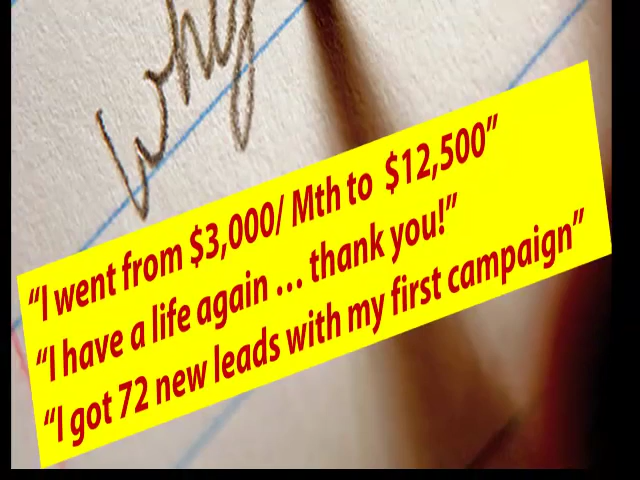 why
“I went from $3,000/ Mth to $12,500”
“I have a life again ... thank you!”
“I got 72 new leads with my first campaign”